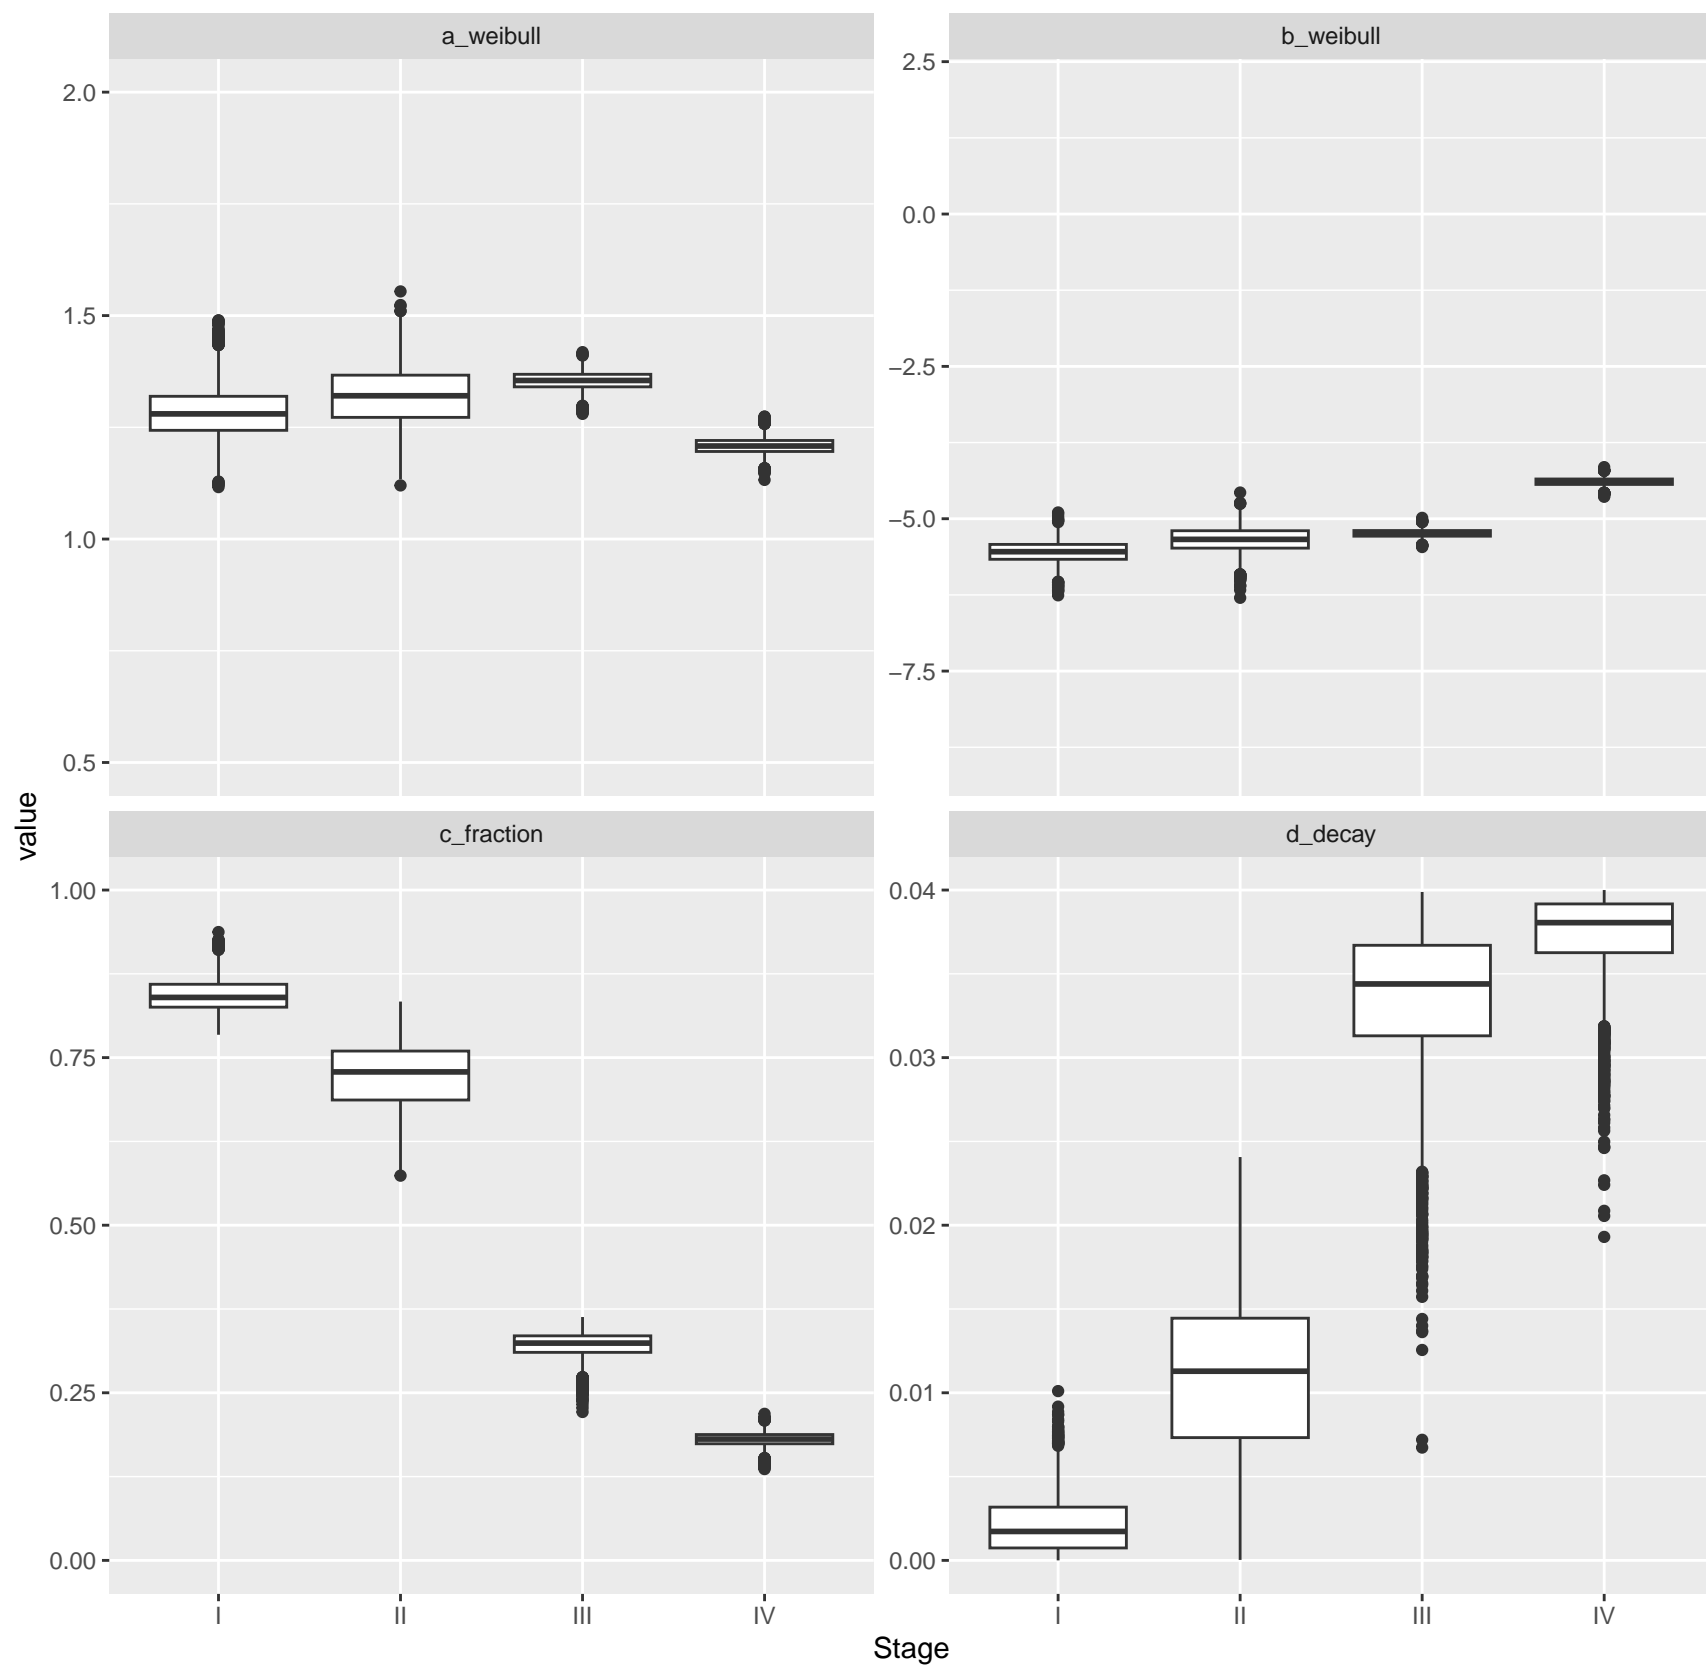 a_weibull
b_weibull
2.0
1.5
1.0
0.5
2.5
0.0
−2.5
−5.0
−7.5
value
c_fraction
d_decay
1.00
0.75
0.50
0.25
0.00
0.04
0.03
0.02
0.01
0.00
I II III IV
I II III IV
Stage